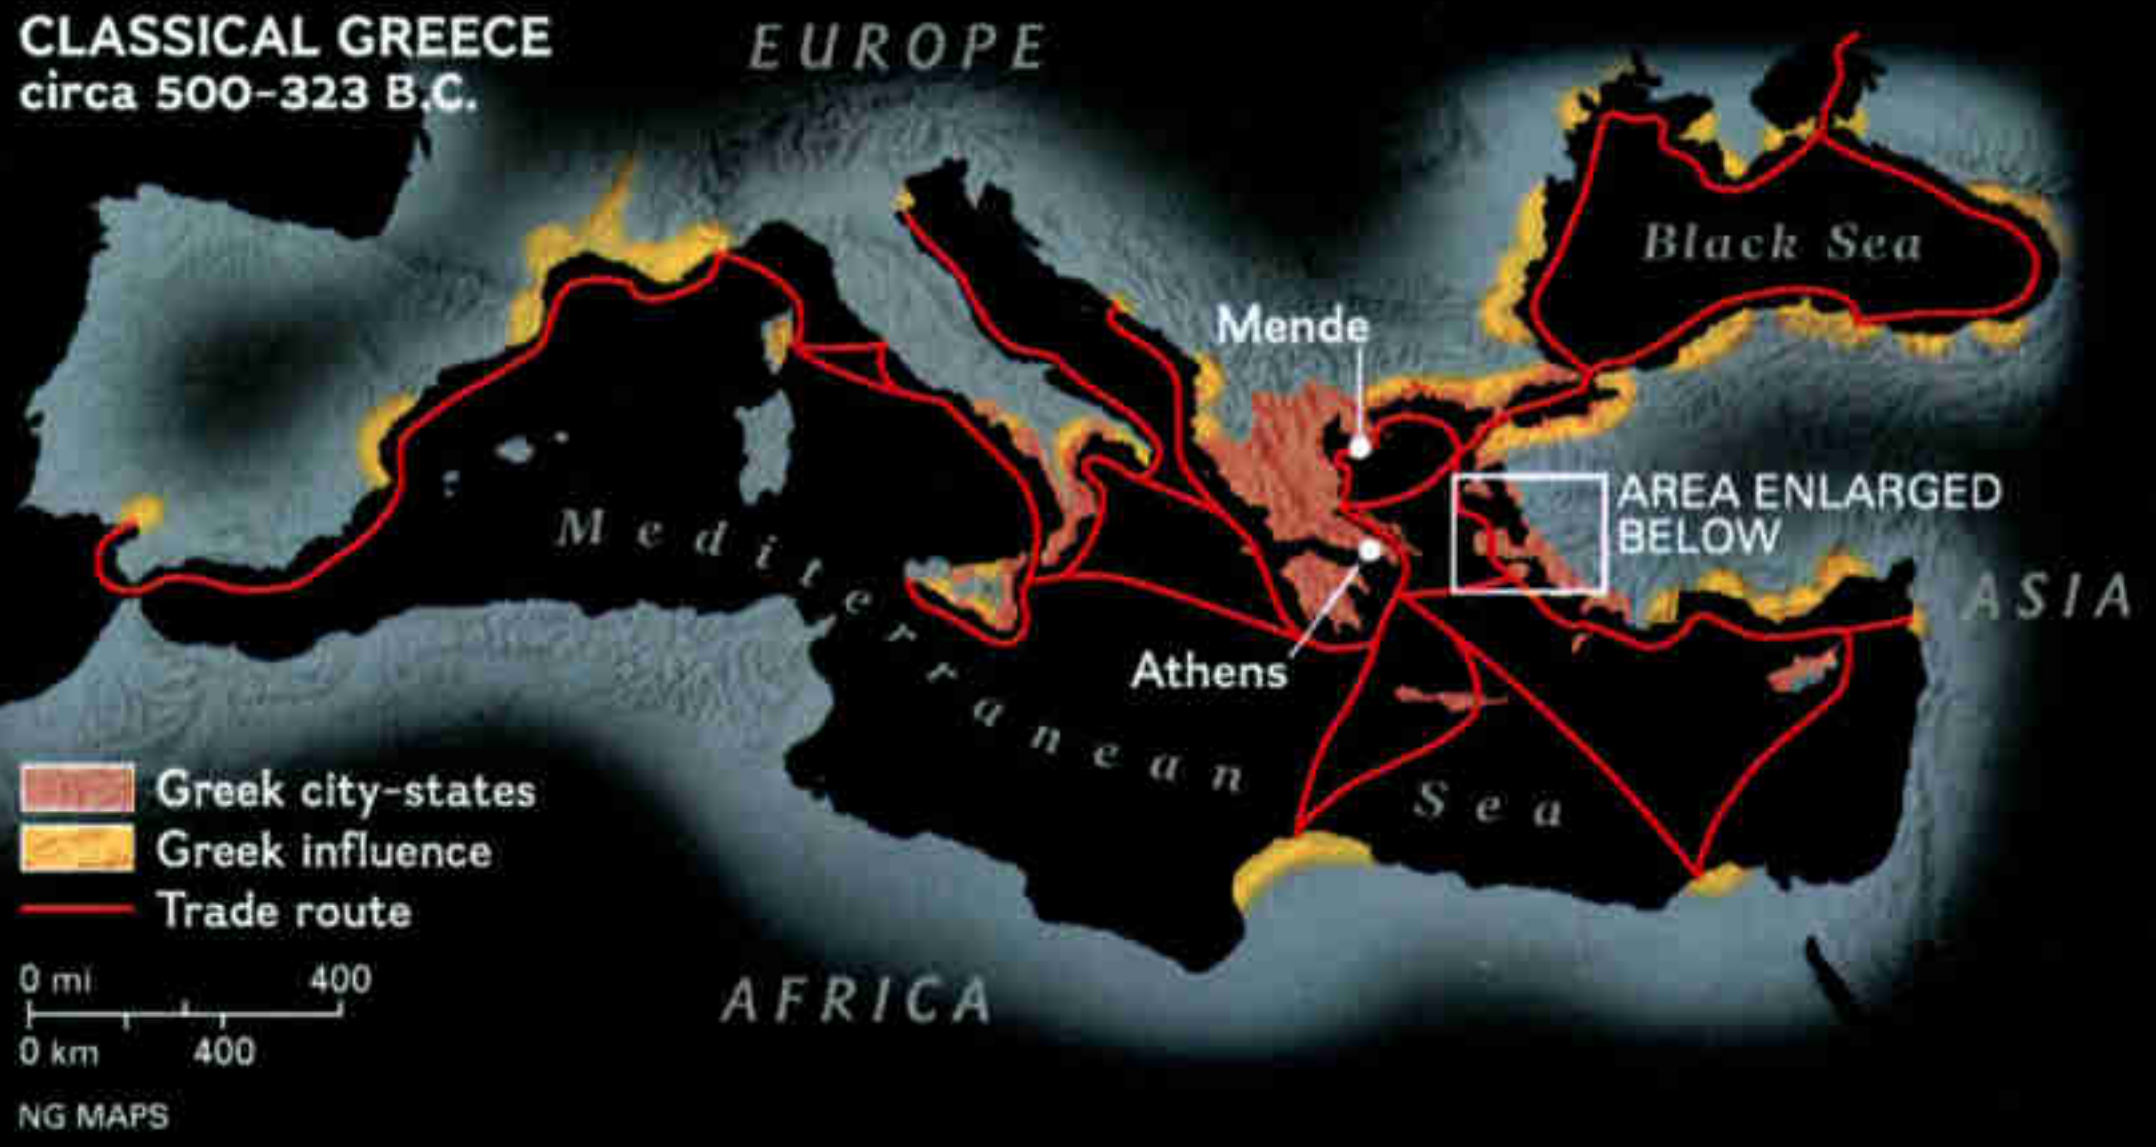 CLASSICAL GREECE
circa 500-323 B.C.
EUROPE
Black Sea
Mende
AREA ENLARGED
BELOW
ASIA
Mediterranean
Sea
Athens
Greek city-states
Greek influence
Trade route
0 mi 400
0 km 400
AFRICA
NG MAPS